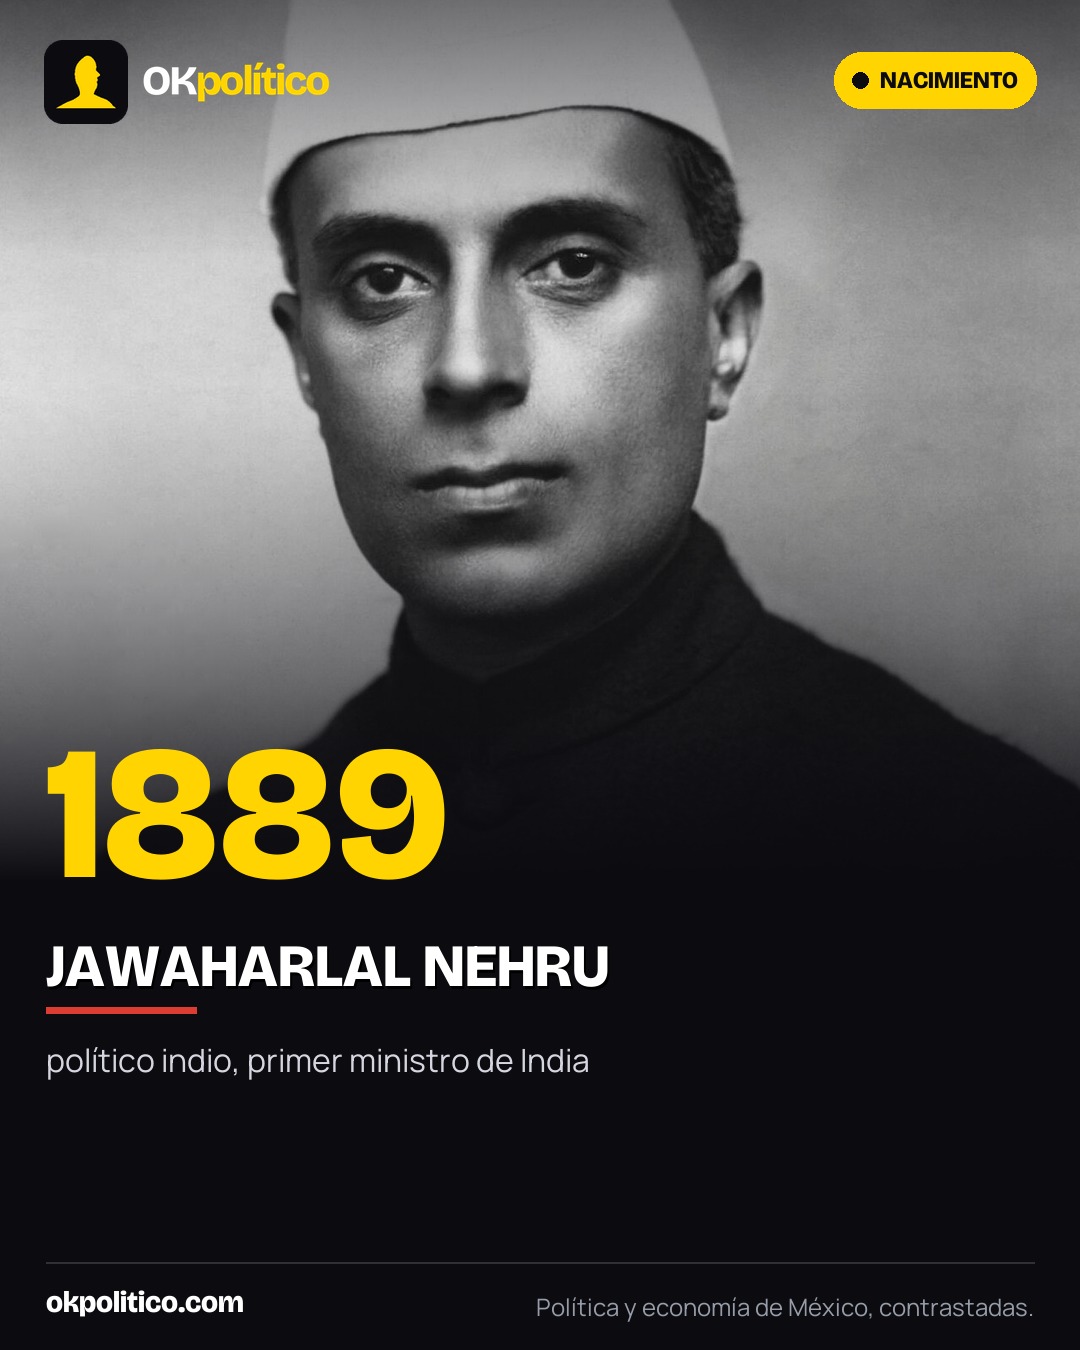 OKpolítico
NACIMIENTO
1889
JAWAHARLAL NEHRU
político indio, primer ministro de India
okpolitico.com
Política y economía de México, contrastadas.